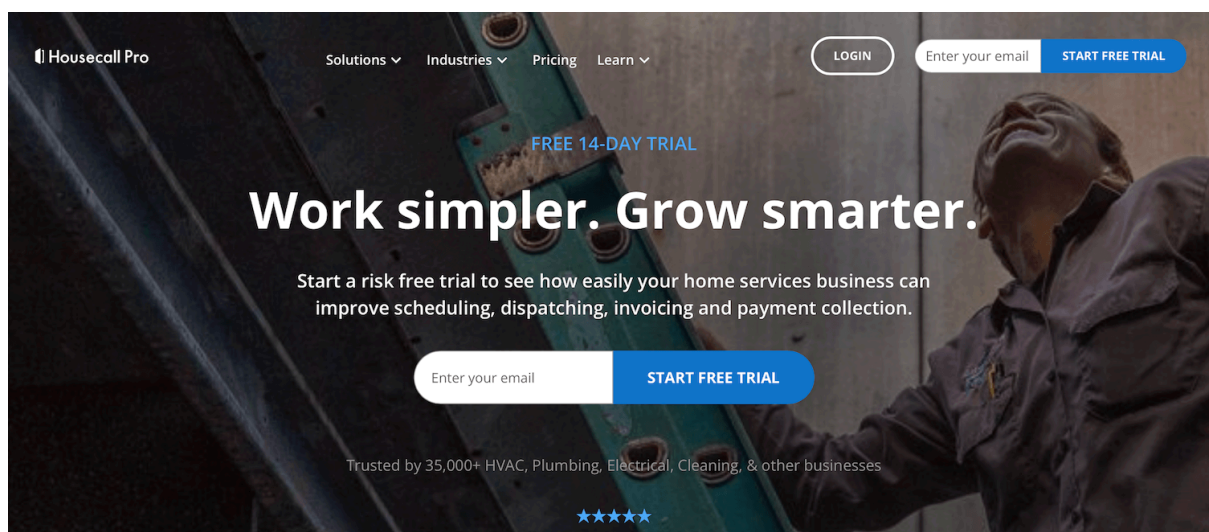 Housecall Pro
Solutions
Industries
Pricing
Learn
LOGIN
Enter your email
START FREE TRIAL
FREE 14-DAY TRIAL
Work simpler. Grow smarter.
Start a risk free trial to see how easily your home services business can
improve scheduling, dispatching, invoicing and payment collection.
Enter your email
START FREE TRIAL
Trusted by 35,000+ HVAC, Plumbing, Electrical, Cleaning, & other businesses